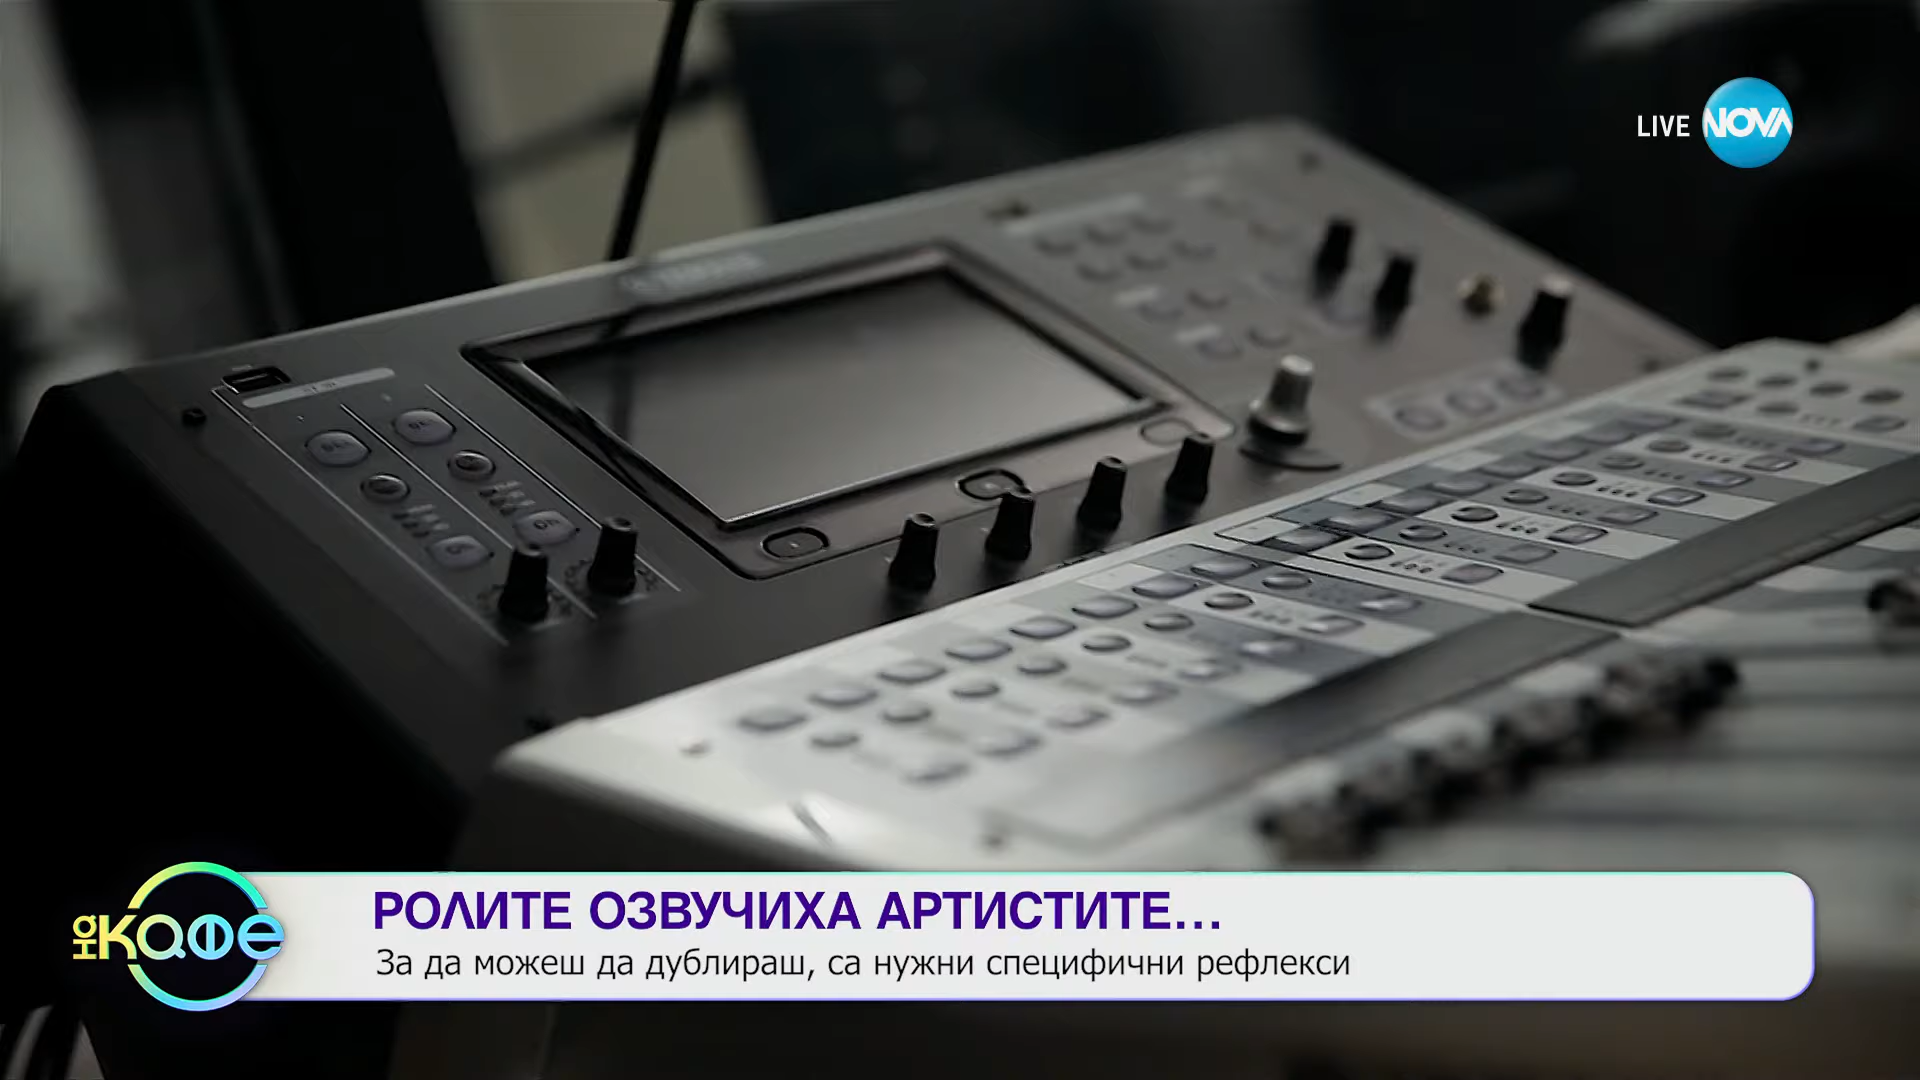 LIVE NOVA
на кафе
РОЛИТЕ ОЗВУЧИХА АРТИСТИТЕ...
За да можеш да дублираш, са нужни специфични рефлекси